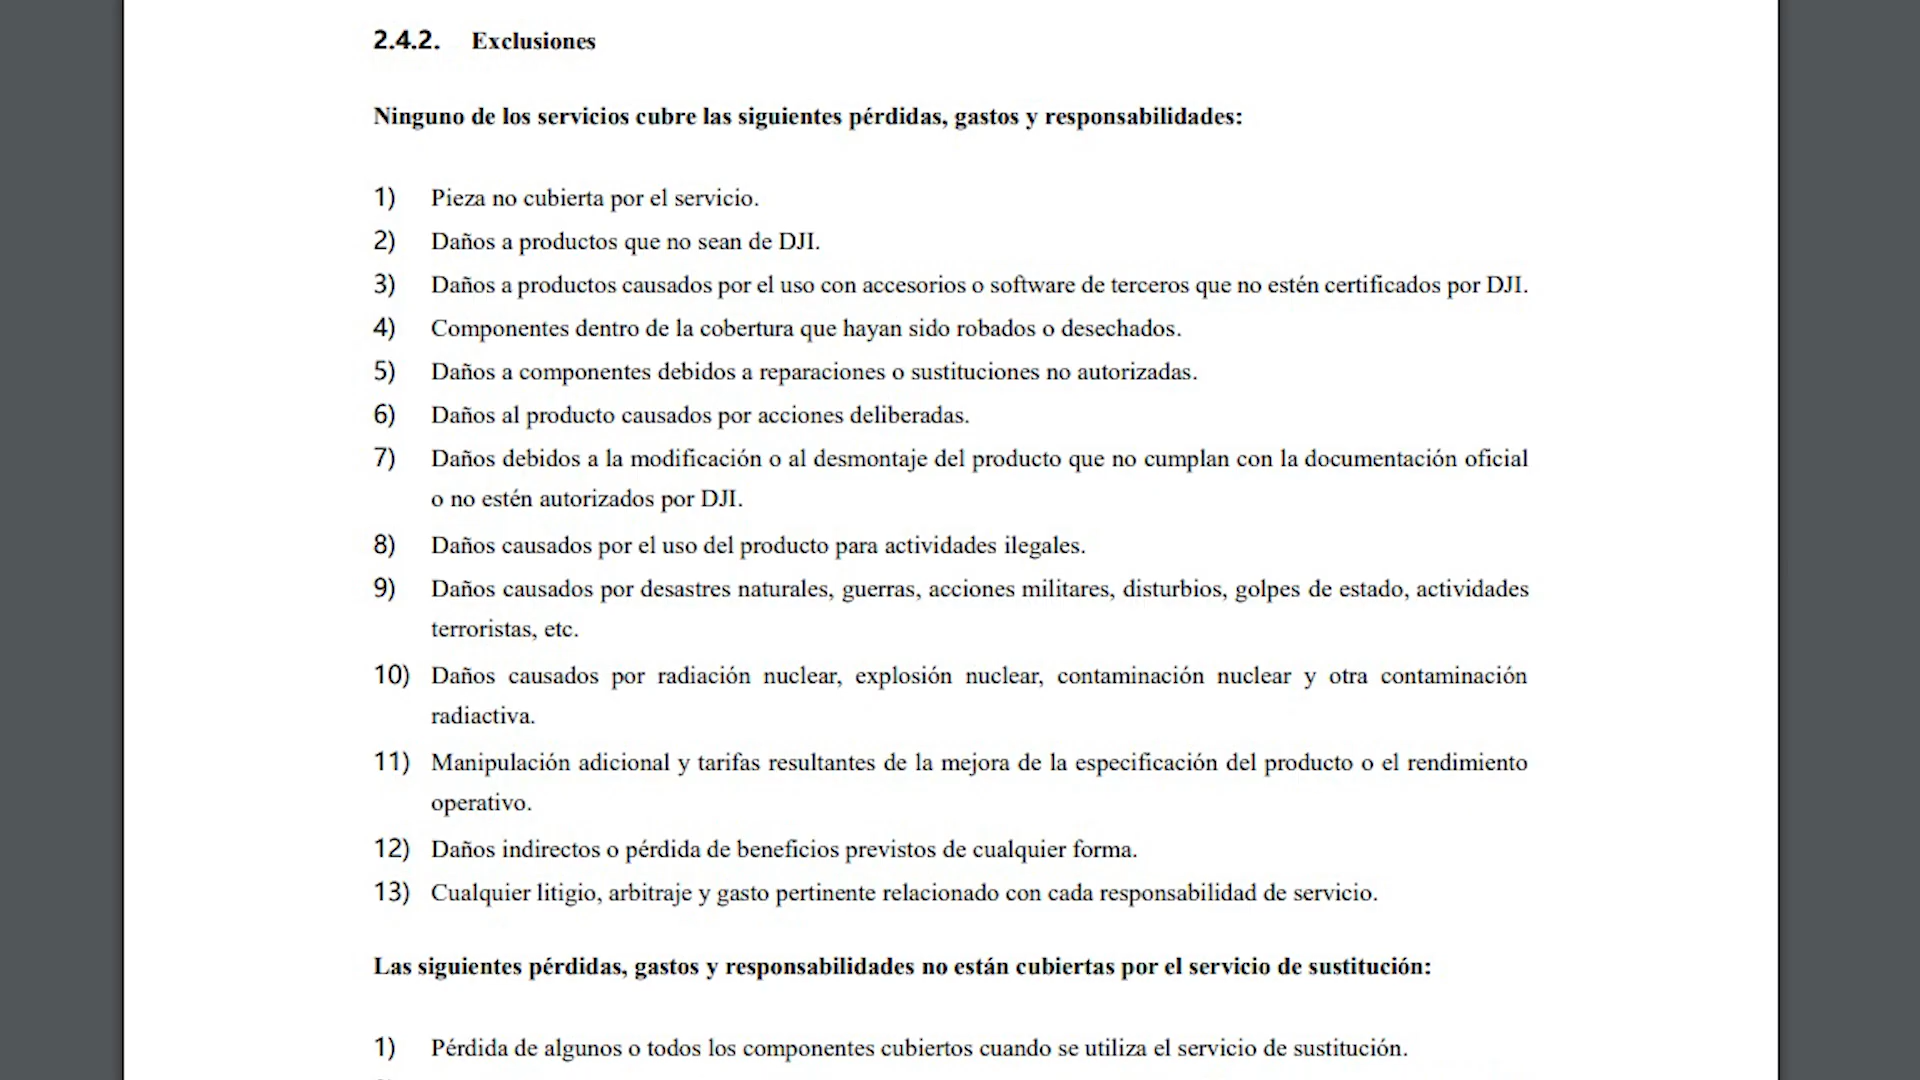 2.4.2. Exclusiones
Ninguno de los servicios cubre las siguientes pérdidas, gastos y responsabilidades:
1) Pieza no cubierta por el servicio.
2) Daños a productos que no sean de DJI.
3) Daños a productos causados por el uso con accesorios o software de terceros que no estén certificados por DJI.
4) Componentes dentro de la cobertura que hayan sido robados o desechados.
5) Daños a componentes debidos a reparaciones o sustituciones no autorizadas.
6) Daños al producto causados por acciones deliberadas.
7) Daños debidos a la modificación o al desmontaje del producto que no cumplan con la documentación oficial
o no estén autorizados por DJI.
8) Daños causados por el uso del producto para actividades ilegales.
9) Daños causados por desastres naturales, guerras, acciones militares, disturbios, golpes de estado, actividades
terroristas, etc.
10) Daños causados por radiación nuclear, explosión nuclear, contaminación nuclear y otra contaminación
radiactiva.
11) Manipulación adicional y tarifas resultantes de la mejora de la especificación del producto o el rendimiento
operativo.
12) Daños indirectos o pérdida de beneficios previstos de cualquier forma.
13) Cualquier litigio, arbitraje y gasto pertinente relacionado con cada responsabilidad de servicio.
Las siguientes pérdidas, gastos y responsabilidades no están cubiertas por el servicio de sustitución:
1) Pérdida de algunos o todos los componentes cubiertos cuando se utiliza el servicio de sustitución.